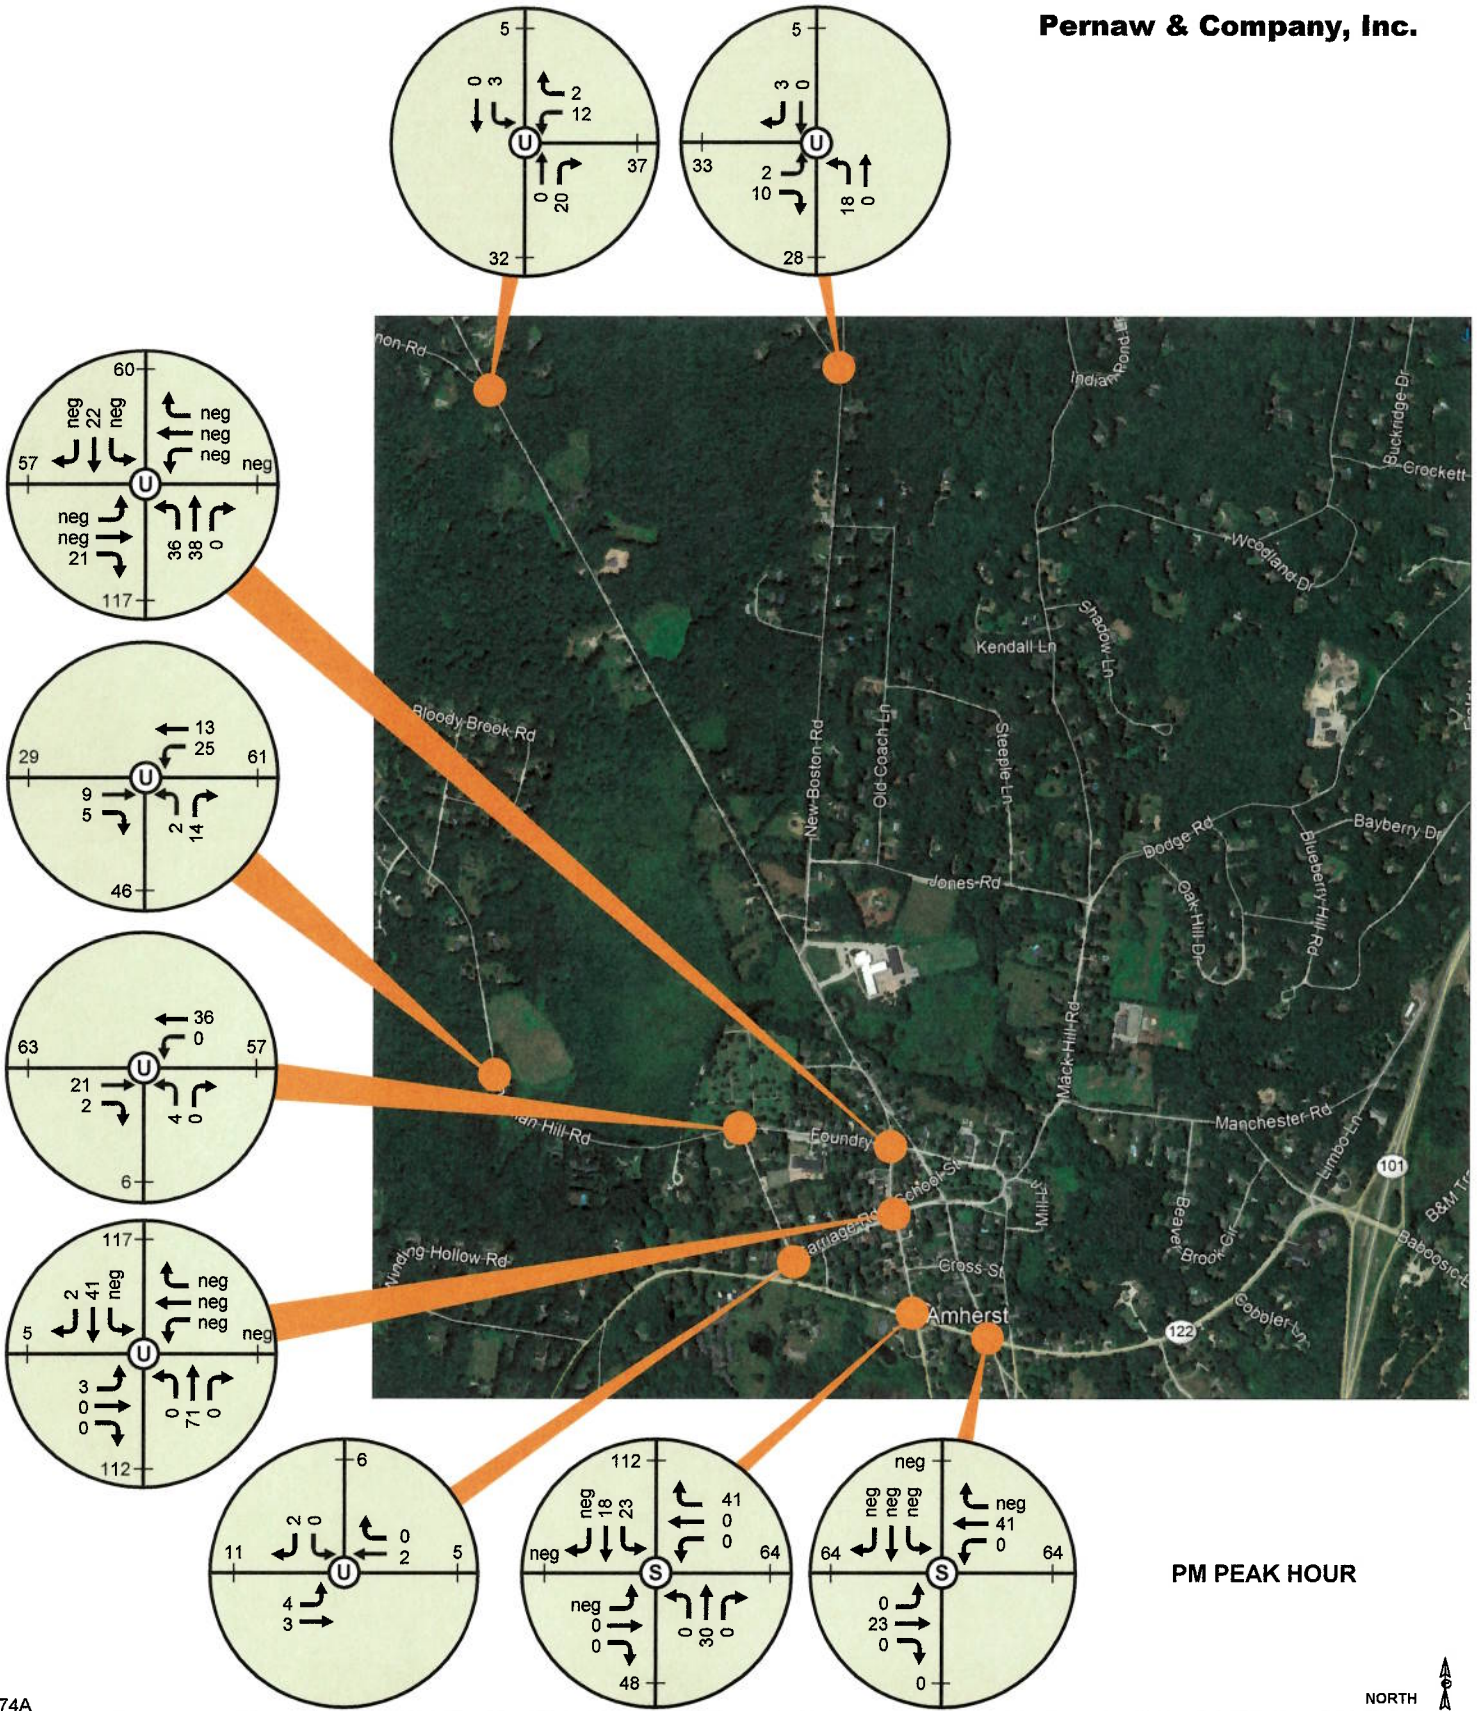 Pernaw & Company, Inc.
5
0 3
2
12
U
37
0 20
32
5
3 0
U
33
2
10
18 0
28
60
neg 22 neg
neg
neg
neg
57
neg
U
neg
neg
21
36 38 0
117
13
25
29
61
U
9
5
2 14
46
36
0
63
57
U
21
2
4 0
6
117
2 41 neg
neg
neg
neg
5
neg
U
3
0
0
0 71 0
112
6
2 0
0
2
11
5
U
4
3
112
neg 18 23
41
0
0
neg
64
S
neg
0
0
0 30 0
48
neg
neg neg neg
neg
41
0
64
64
S
0
23
0
0
Indian Pond
Buckridge Dr
Crockett
Woodland Dr
Shadow Ln
Kendall Ln
Bloody Brook Rd
New Boston Rd
Old Coach Ln
Steeple Ln
Dodge Rd
Bayberry Dr
Blueberry Hill Rd
Oak Hill Dr
Jones Rd
Mack Hill Rd
Manchester Rd
Limbo Ln
101
Foundry
School St
Mill
Beaver
Brook Cir
B&M
Baboosic
Cross St
Amherst
122
Cobbler Ln
Hollow Rd
PM PEAK HOUR
74A
NORTH